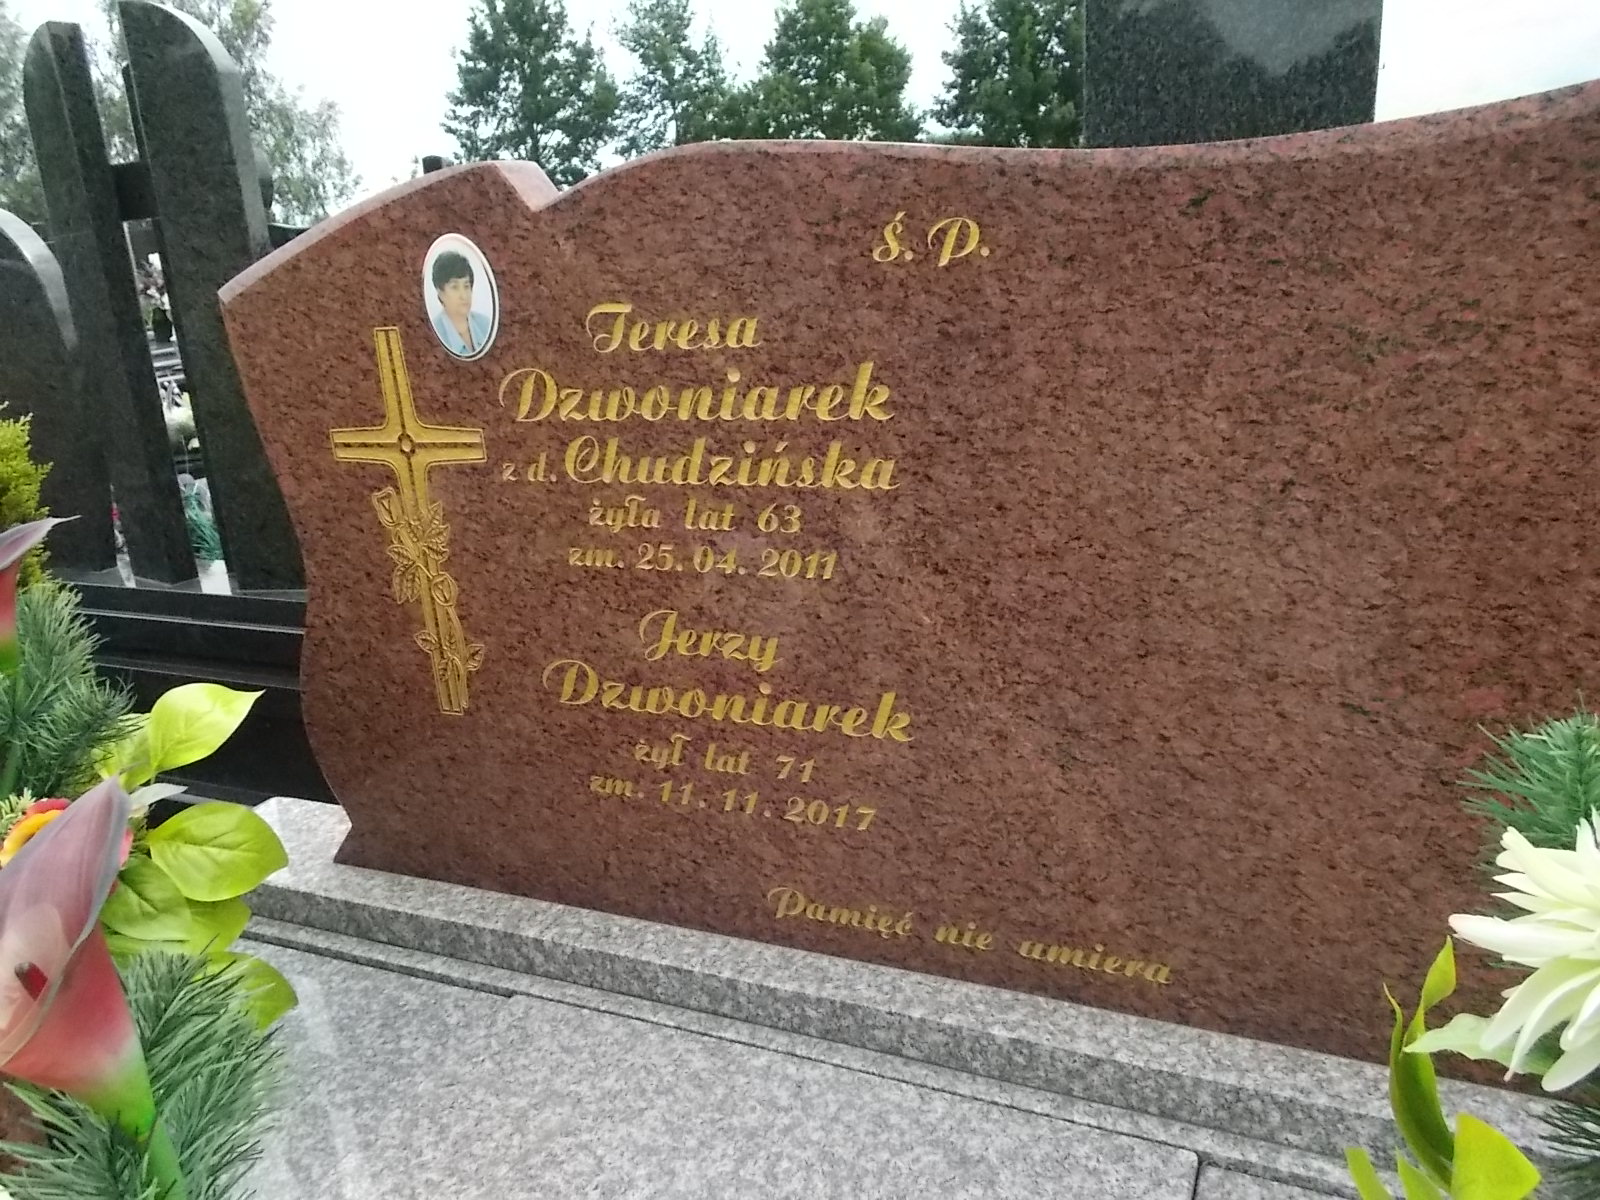 Ś. P.
Teresa
Dzwoniarek
z d. Chudzińska
żyła lat 63
zm. 25.04.2011
Jerzy
Dzwoniarek
żył lat 71
zm. 11.11.2017
Pamięć nie umiera